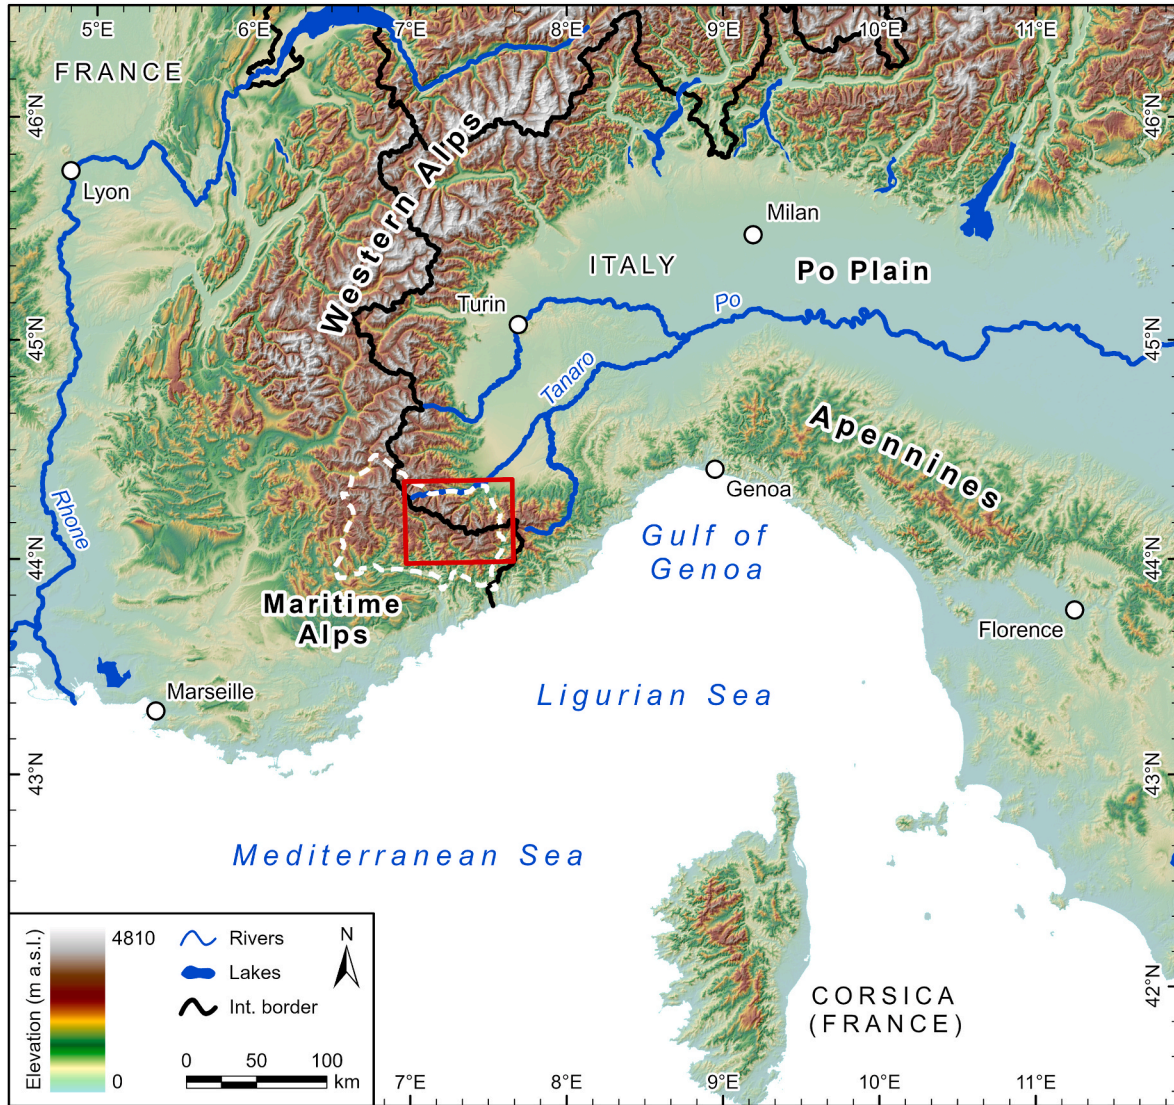 5°E
6°E
7°E
8°E
9°E
10°E
11°E
FRANCE
46°N
46°N
Western Alps
Lyon
Milan
ITALY
Po Plain
Turin
Po
45°N
45°N
Tanaro
Apennines
Genoa
Rhone
Gulf of
Genoa
44°N
44°N
Maritime
Alps
Florence
Marseille
Ligurian Sea
43°N
43°N
Mediterranean Sea
Elevation (m a.s.l.)
4810
0
Rivers
Lakes
Int. border
N
0 50 100
km
CORSICA
(FRANCE)
42°N
7°E
8°E
9°E
10°E
11°E